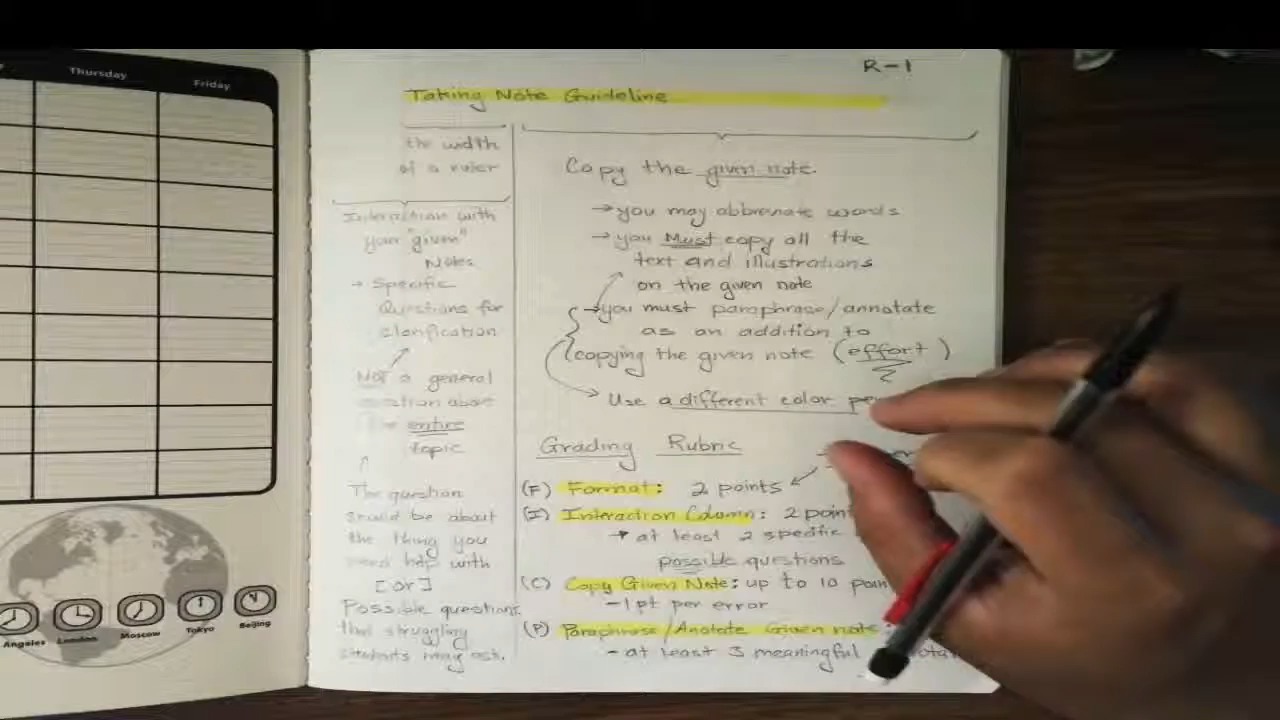 Thursday
Friday
Angeles
London
Moscow
Tokyo
Beijing
R-1
Taking Note Guideline
the width
of a ruler
Interaction with
your "given"
Notes
→ Specific
Questions for
clarification
Not a general
question about
the entire
topic
The question
should be about
the thing you
need help with
[or]
Possible questions
that struggling
students may ask.
Copy the given note.
→ you may abbreviate words
→ you Must copy all the
text and illustrations
on the given note
→ you must paraphrase/annotate
as an addition to
copying the given note (effort)
→ Use a different color pen
Grading Rubric
(F) Format: 2 points
(I) Interaction Column: 2 point
→ at least 2 specific
possible questions
(C) Copy Given Note: up to 10 poin
-1 pt per error
(P) Paraphrase/Anotate Given note:
- at least 3 meaningful